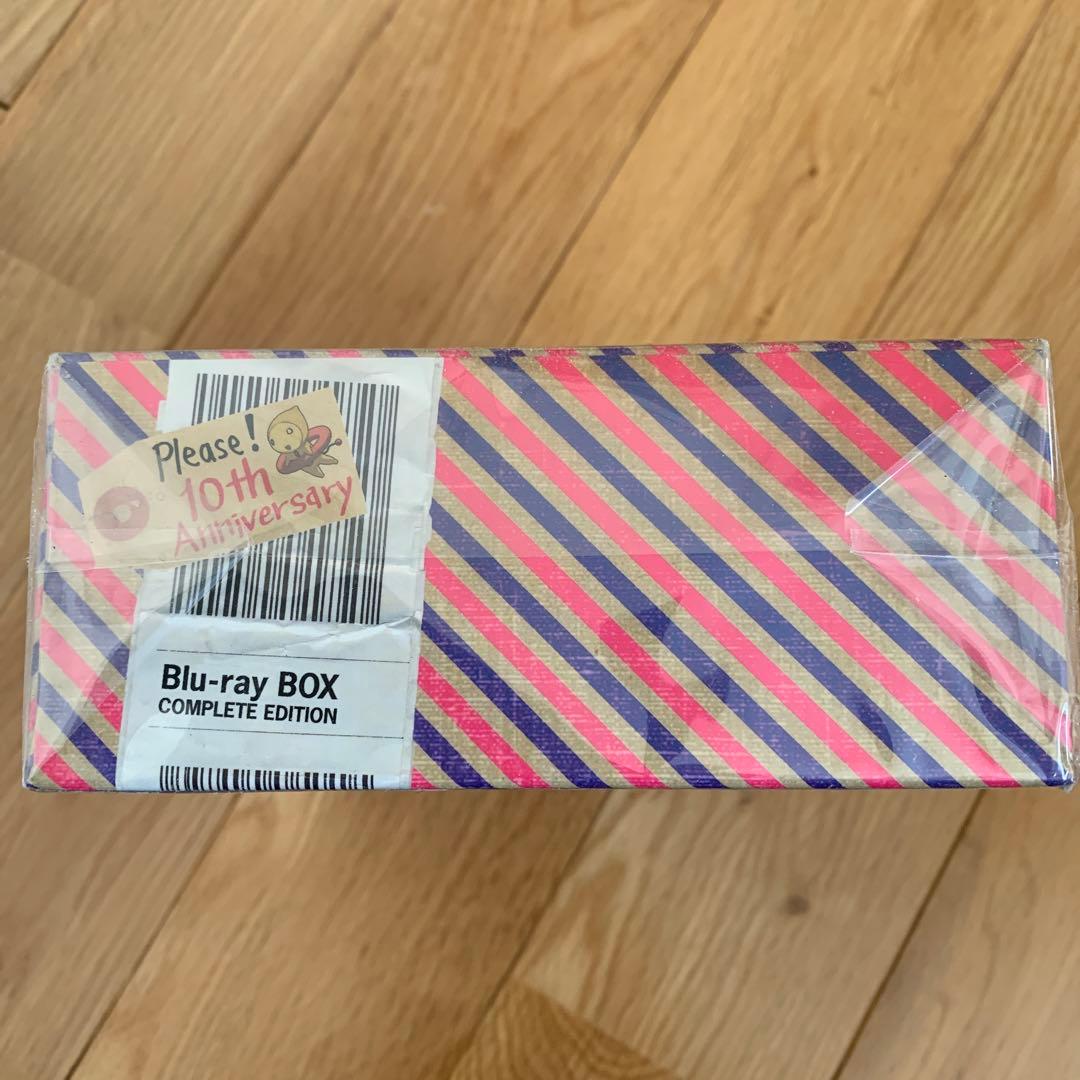 Please!
10th
Anniversary
Blu-ray BOX
COMPLETE EDITION